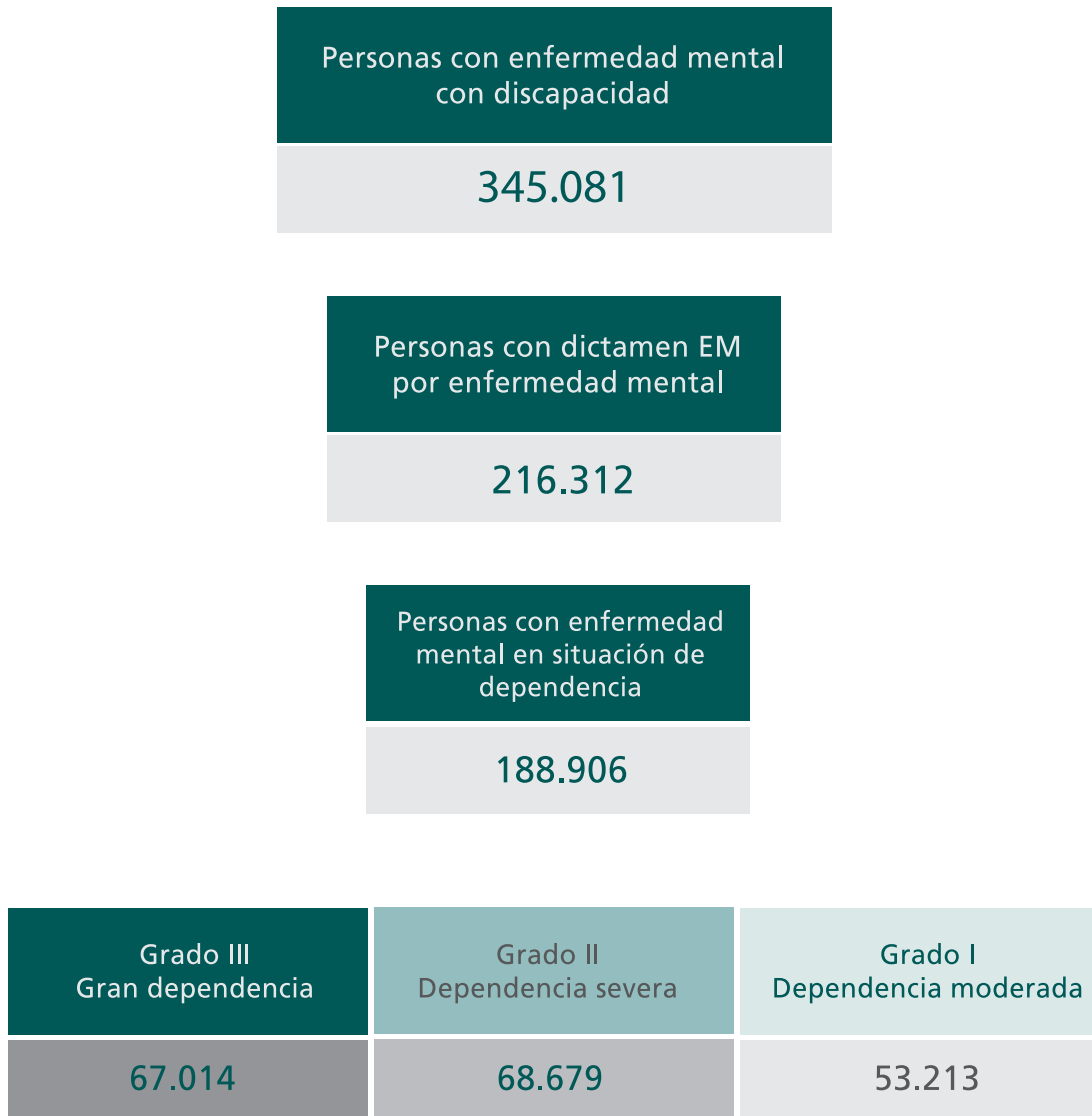 Personas con enfermedad mental
con discapacidad
345.081
Personas con dictamen EM
por enfermedad mental
216.312
Personas con enfermedad
mental en situación de
dependencia
188.906
Grado III
Gran dependencia
67.014
Grado II
Dependencia severa
68.679
Grado I
Dependencia moderada
53.213